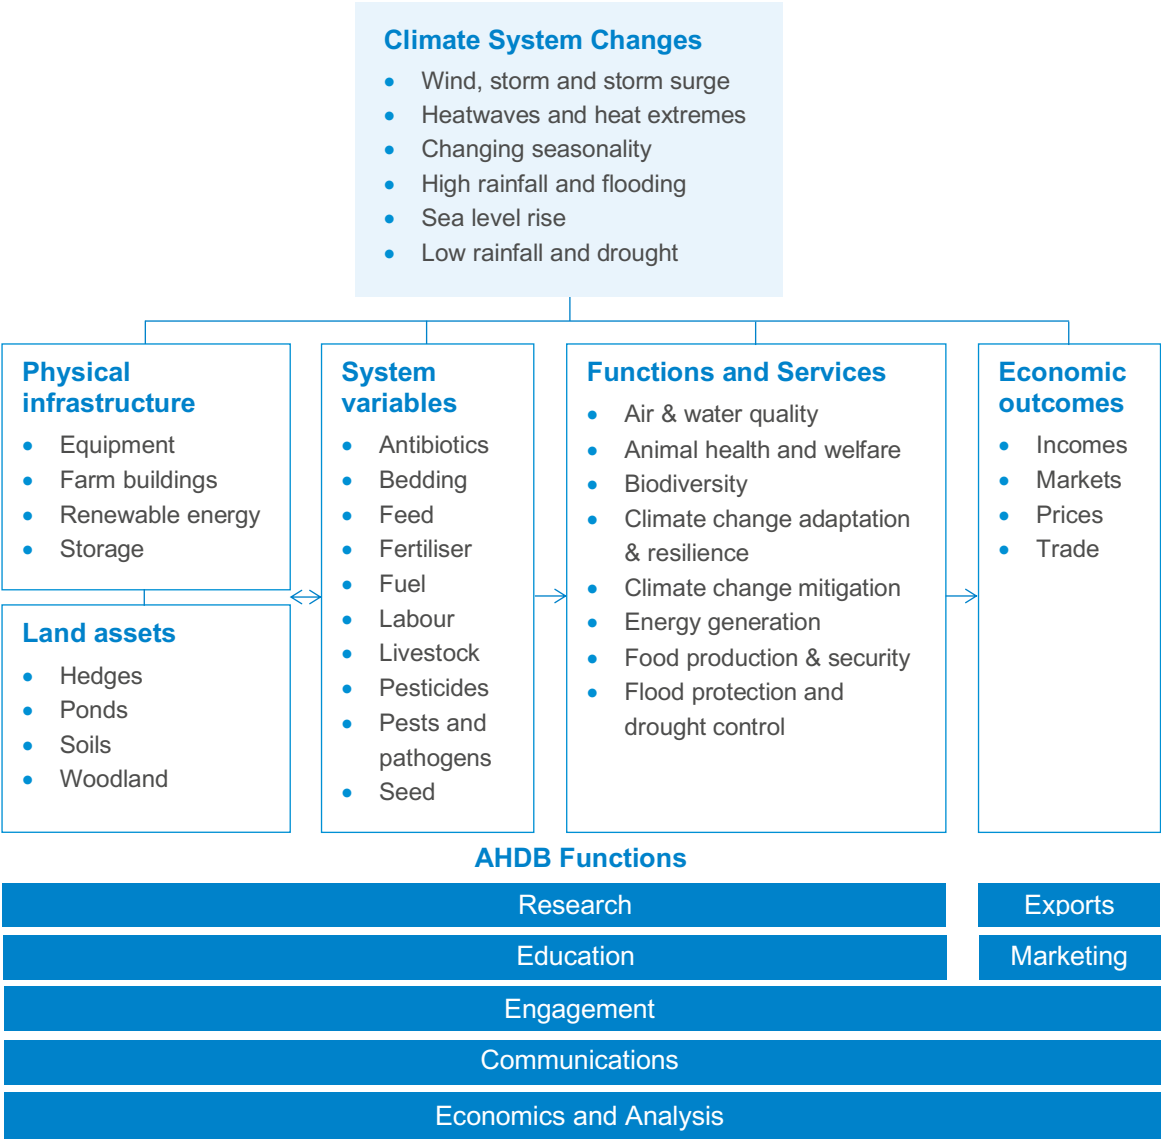 Climate System Changes
• Wind, storm and storm surge
• Heatwaves and heat extremes
• Changing seasonality
• High rainfall and flooding
• Sea level rise
• Low rainfall and drought
Physical
infrastructure
• Equipment
• Farm buildings
• Renewable energy
• Storage
Land assets
• Hedges
• Ponds
• Soils
• Woodland
System
variables
• Antibiotics
• Bedding
• Feed
• Fertiliser
• Fuel
• Labour
• Livestock
• Pesticides
• Pests and
pathogens
• Seed
Functions and Services
• Air & water quality
• Animal health and welfare
• Biodiversity
• Climate change adaptation
& resilience
• Climate change mitigation
• Energy generation
• Food production & security
• Flood protection and
drought control
Economic
outcomes
• Incomes
• Markets
• Prices
• Trade
AHDB Functions
Research
Exports
Education
Marketing
Engagement
Communications
Economics and Analysis